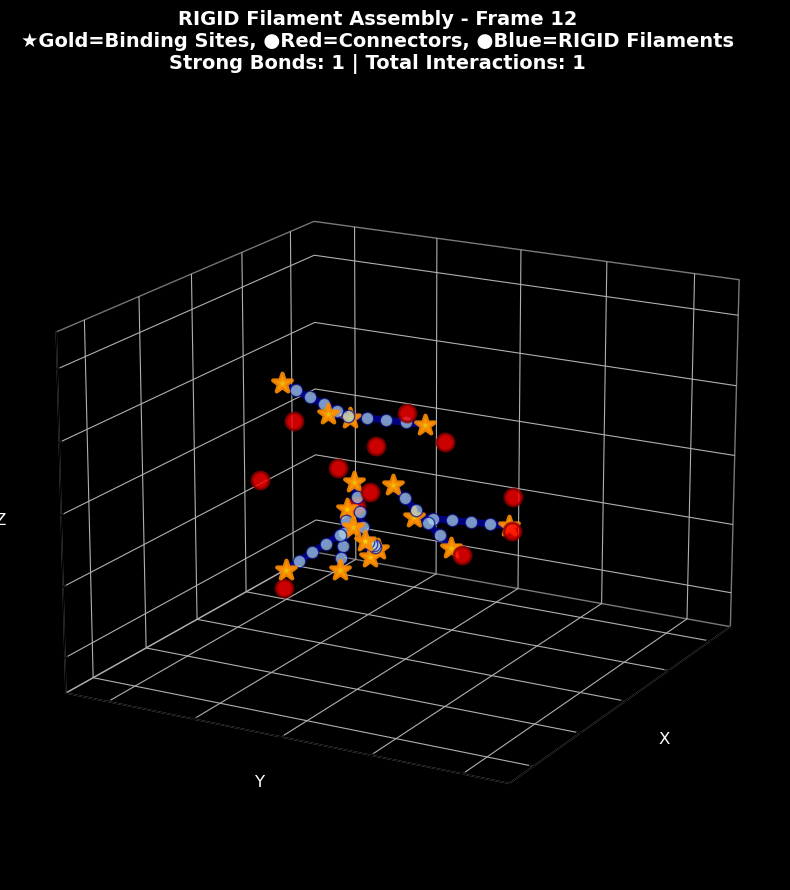 RIGID Filament Assembly - Frame 12
★Gold=Binding Sites, ●Red=Connectors, ●Blue=RIGID Filaments
Strong Bonds: 1 | Total Interactions: 1
Z
X
Y